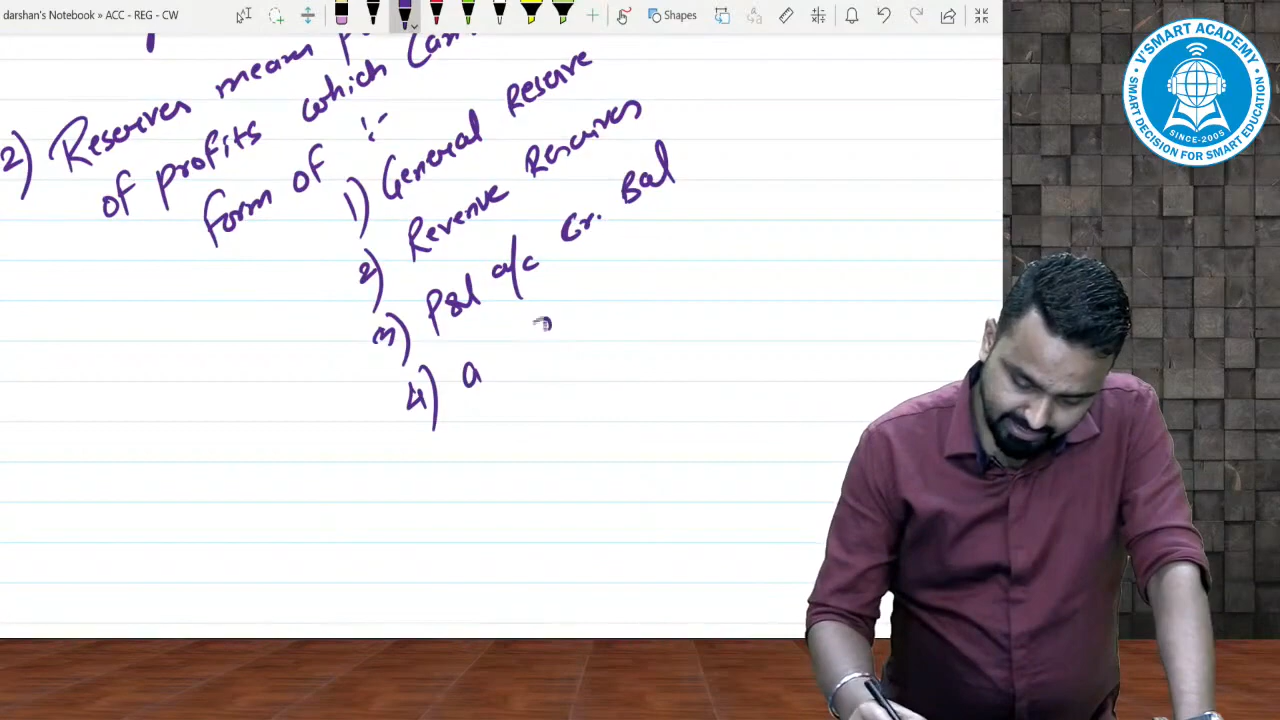 darshan's Notebook » ACC - REG - CW
Shapes
2) Reserves means
of profits which can
form of :-
1) General Reserve
2) Revenue Reserves
3) P&L a/c Cr. Bal
4) a
V'SMART ACADEMY
SINCE-2005
SMART DECISION FOR SMART EDUCATION